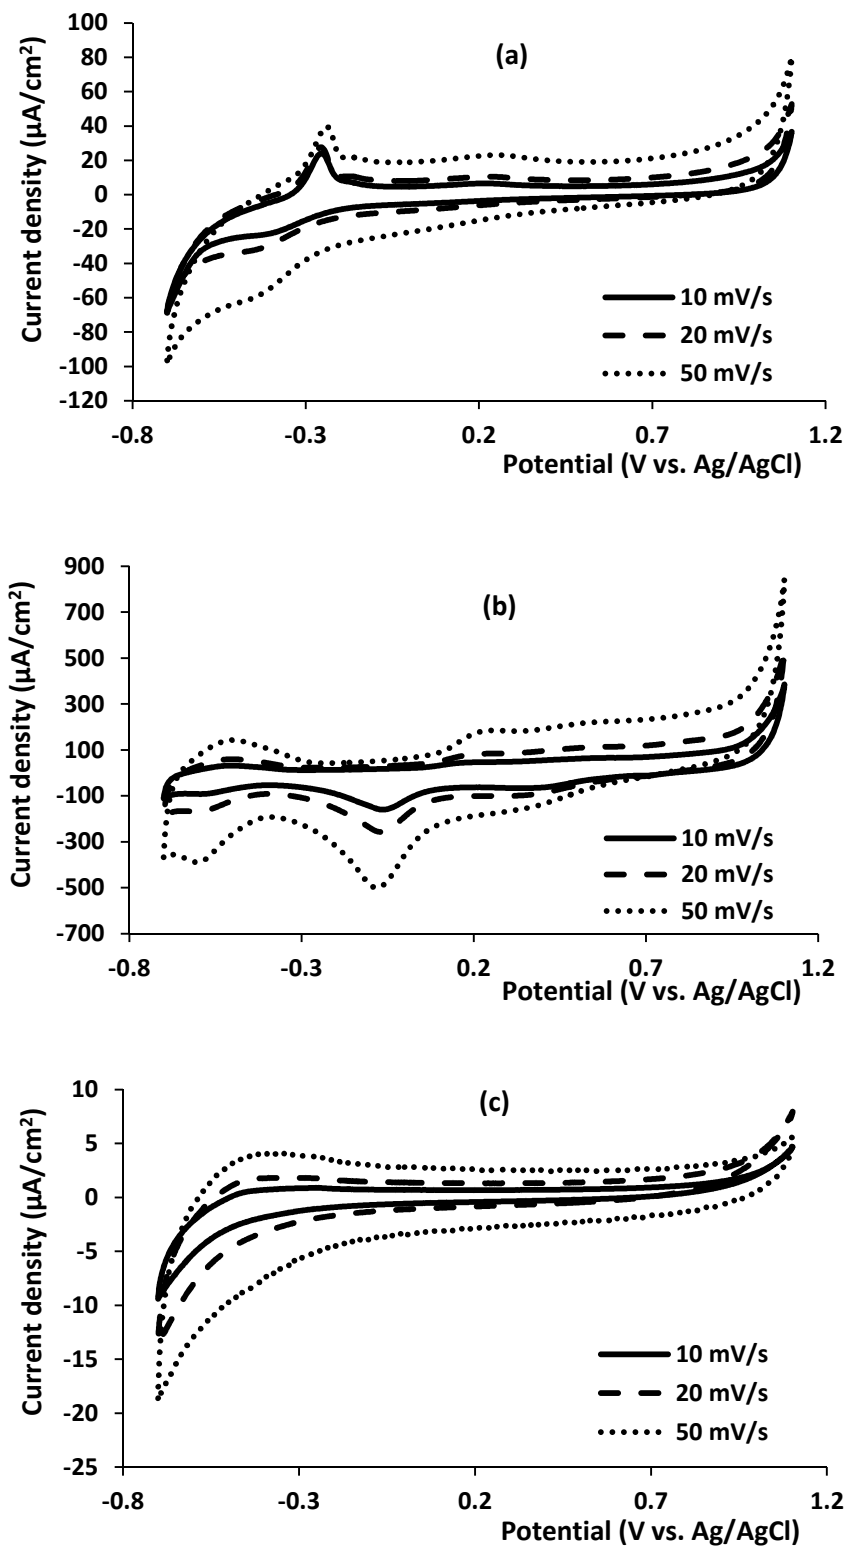 (a)
Current density (µA/cm²)
100
80
60
40
20
0
-20
-40
-60
-80
-100
-120
-0.8 -0.3 0.2 0.7 1.2
Potential (V vs. Ag/AgCl)
10 mV/s
20 mV/s
50 mV/s
(b)
Current density (µA/cm²)
900
700
500
300
100
-100
-300
-500
-700
-0.8 -0.3 0.2 0.7 1.2
Potential (V vs. Ag/AgCl)
10 mV/s
20 mV/s
50 mV/s
(c)
Current density (µA/cm²)
10
5
0
-5
-10
-15
-20
-25
-0.8 -0.3 0.2 0.7 1.2
Potential (V vs. Ag/AgCl)
10 mV/s
20 mV/s
50 mV/s